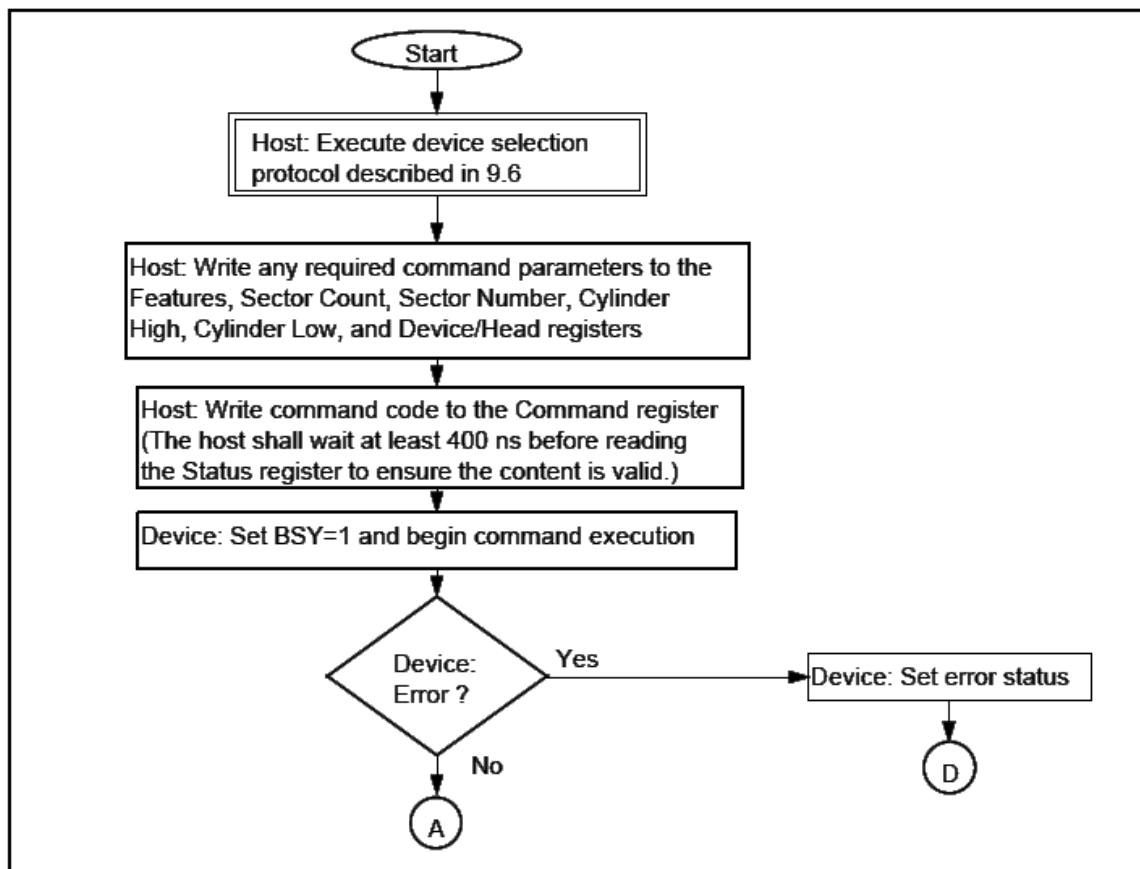 Start
Host: Execute device selection
protocol described in 9.6
Host: Write any required command parameters to the
Features, Sector Count, Sector Number, Cylinder
High, Cylinder Low, and Device/Head registers
Host: Write command code to the Command register
(The host shall wait at least 400 ns before reading
the Status register to ensure the content is valid.)
Device: Set BSY=1 and begin command execution
Device:
Error ?
Yes
Device: Set error status
No
D
A